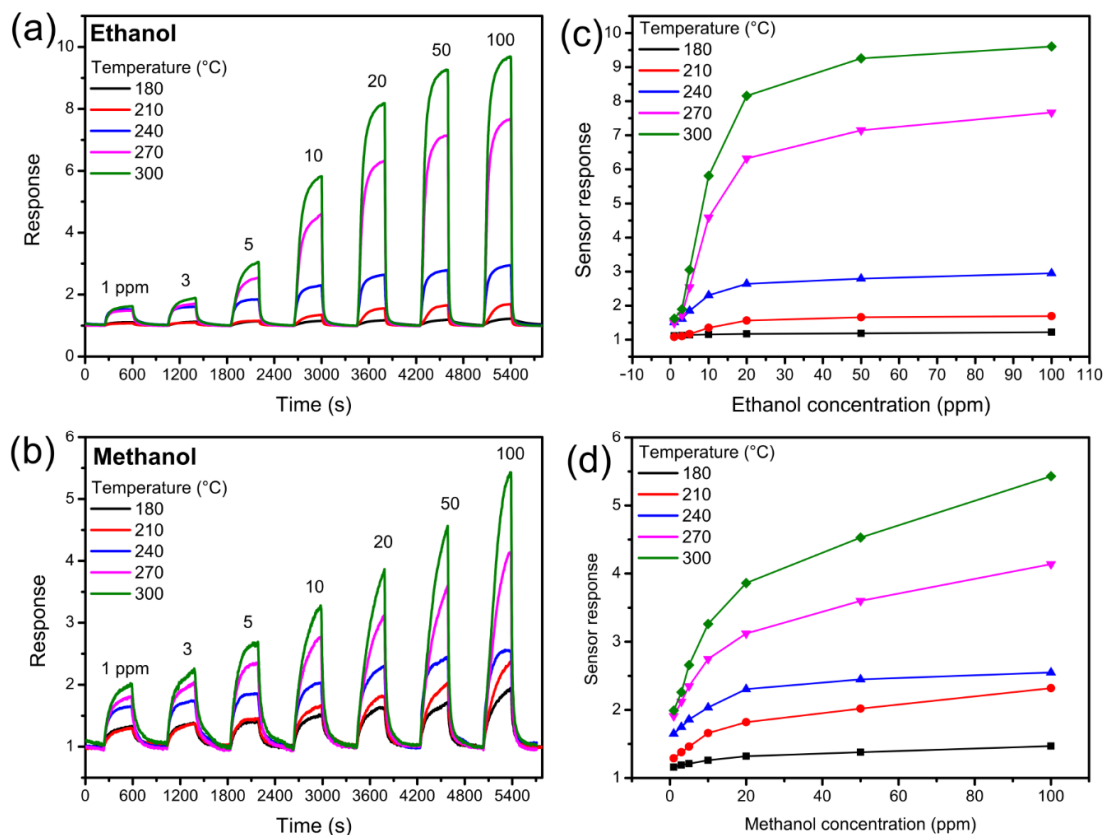 (a)
Ethanol
Temperature (°C)
180
210
240
270
300
1 ppm
3
5
10
20
50
100
Response
10
8
6
4
2
0
0 600 1200 1800 2400 3000 3600 4200 4800 5400
Time (s)
(c)
Temperature (°C)
180
210
240
270
300
Sensor response
10
9
8
7
6
5
4
3
2
1
-10 0 10 20 30 40 50 60 70 80 90 100 110
Ethanol concentration (ppm)
(b)
Methanol
Temperature (°C)
180
210
240
270
300
1 ppm
3
5
10
20
50
100
Response
6
5
4
3
2
1
0 600 1200 1800 2400 3000 3600 4200 4800 5400
Time (s)
(d)
Temperature (°C)
180
210
240
270
300
Sensor response
6
5
4
3
2
1
0 20 40 60 80 100
Methanol concentration (ppm)